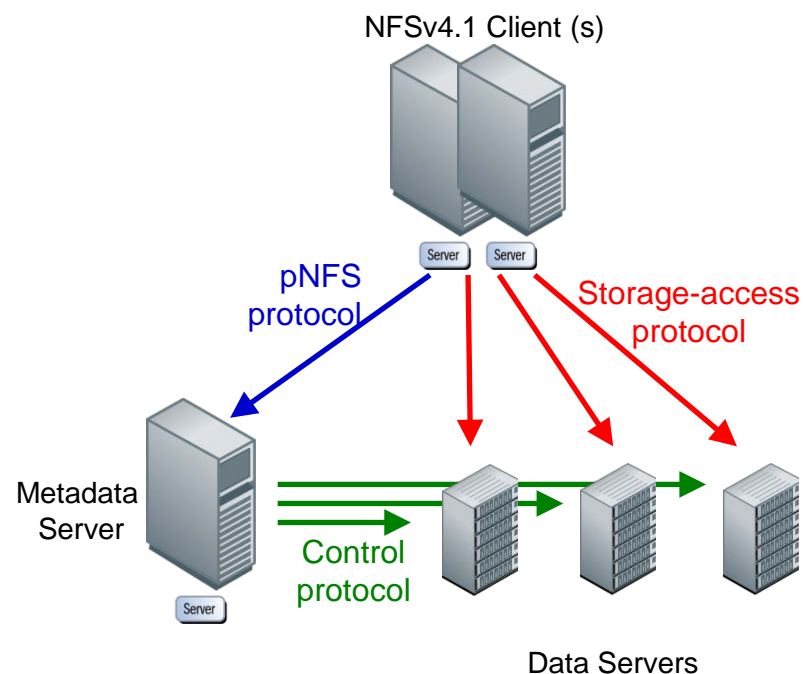 NFSv4.1 Client (s)
Server
Server
pNFS
protocol
Storage-access
protocol
Metadata
Server
Control
protocol
Server
Data Servers